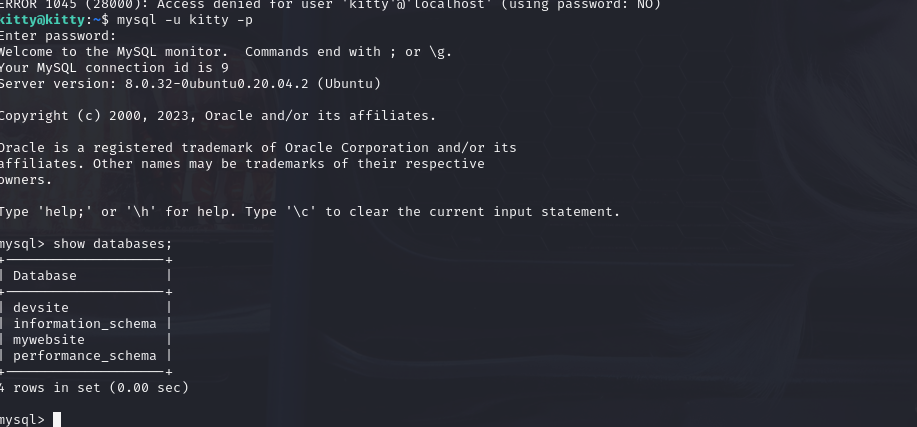 ERROR 1045 (28000): Access denied for user 'kitty'@'localhost' (using password: NO)
kitty@kitty:~$ mysql -u kitty -p
Enter password:
Welcome to the MySQL monitor.  Commands end with ; or \g.
Your MySQL connection id is 9
Server version: 8.0.32-0ubuntu0.20.04.2 (Ubuntu)
Copyright (c) 2000, 2023, Oracle and/or its affiliates.
Oracle is a registered trademark of Oracle Corporation and/or its
affiliates. Other names may be trademarks of their respective
owners.
Type 'help;' or '\h' for help. Type '\c' to clear the current input statement.
mysql> show databases;
+--------------------+
| Database           |
+--------------------+
| devsite            |
| information_schema |
| mywebsite          |
| performance_schema |
+--------------------+
4 rows in set (0.00 sec)
mysql>